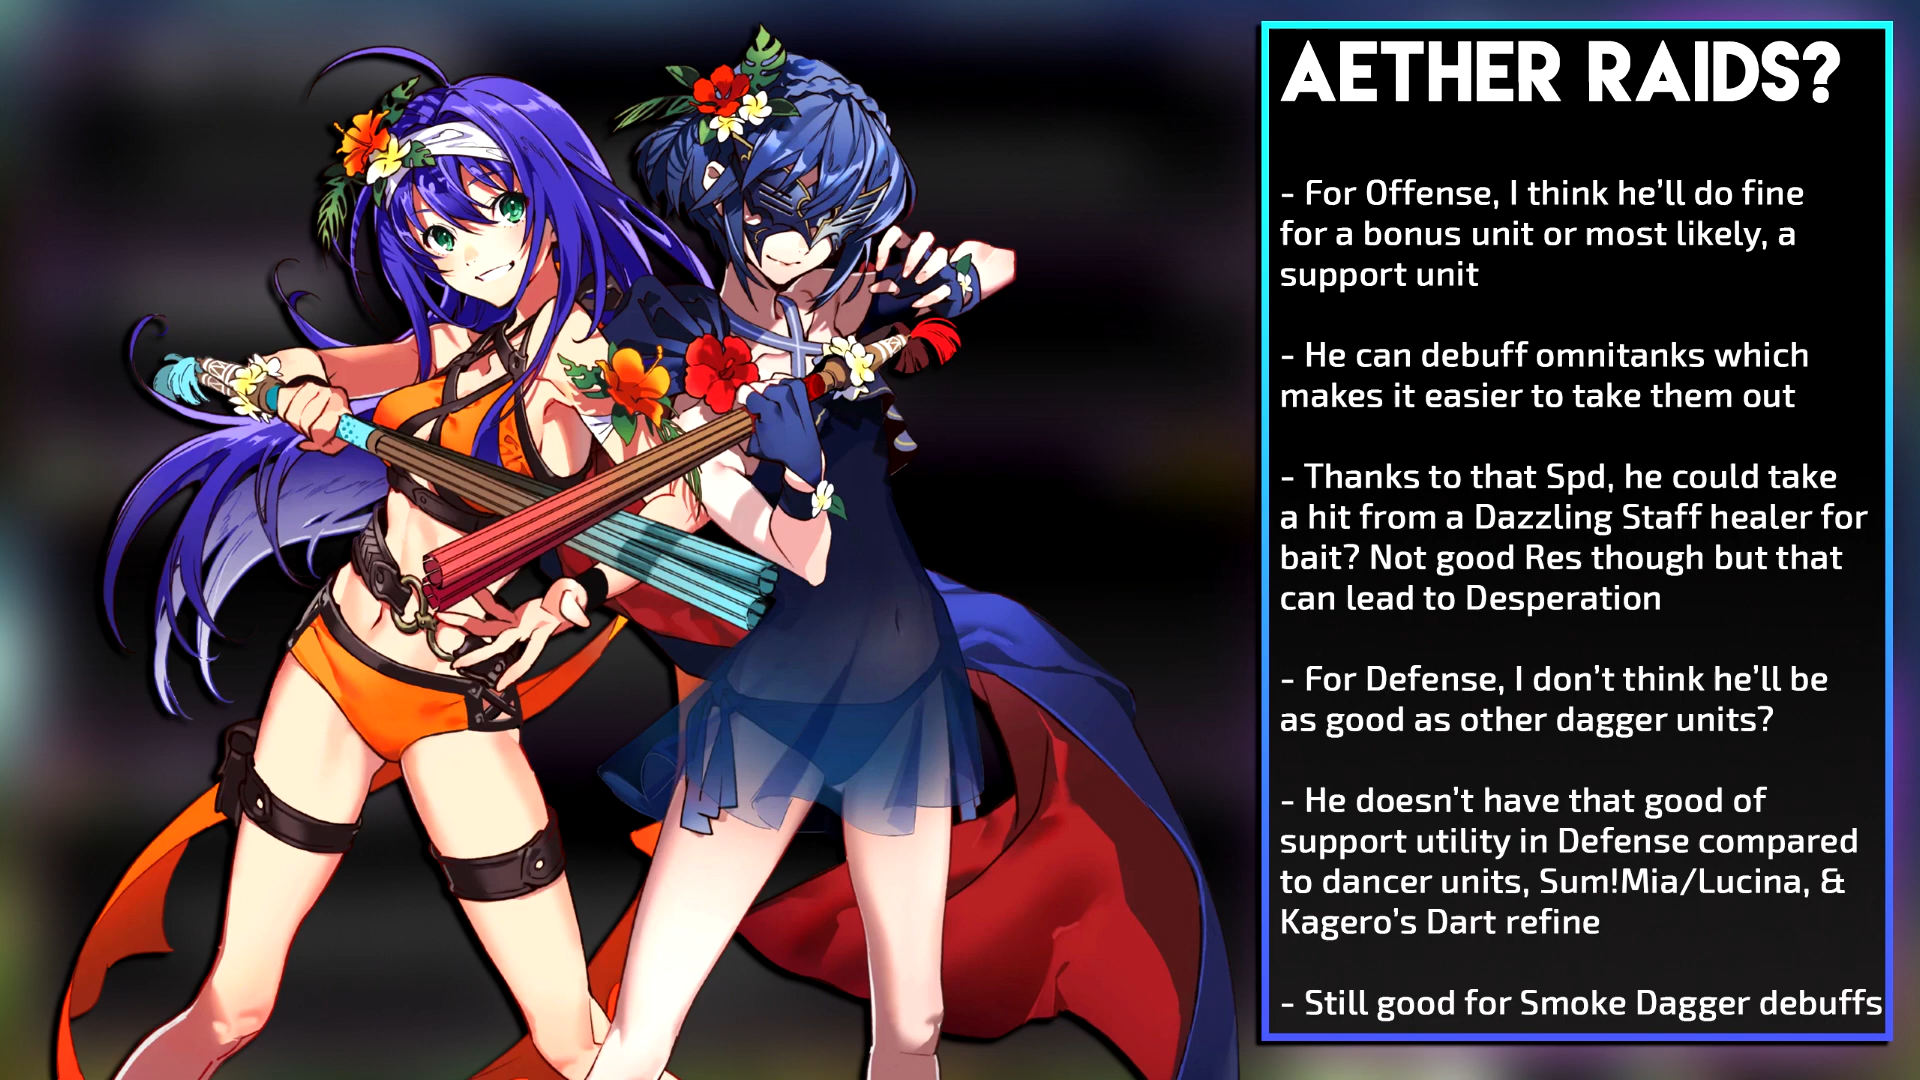 AETHER RAIDS?
- For Offense, I think he'll do fine
for a bonus unit or most likely, a
support unit
- He can debuff omnitanks which
makes it easier to take them out
- Thanks to that Spd, he could take
a hit from a Dazzling Staff healer for
bait? Not good Res though but that
can lead to Desperation
- For Defense, I don't think he'll be
as good as other dagger units?
- He doesn't have that good of
support utility in Defense compared
to dancer units, Sum!Mia/Lucina, &
Kagero's Dart refine
- Still good for Smoke Dagger debuffs